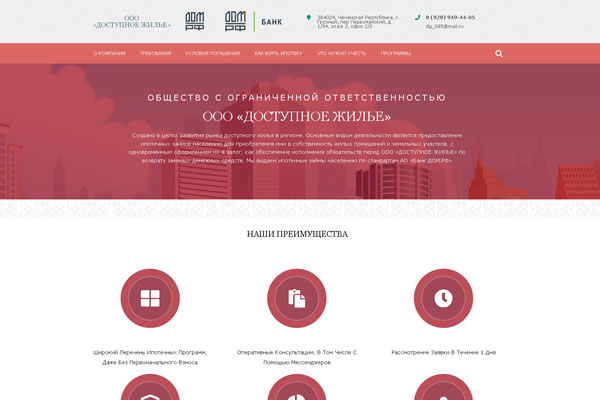 ООО
«ДОСТУПНОЕ ЖИЛЬЕ»
ДОМ
РФ
ДОМ
РФ
БАНК
364024, Чеченская Республика, г.
Грозный, пер Первомайский, д.
1/94, этаж 2, офис 2/2
8 (928) 949-44-05
dg_095@mail.ru
О КОМПАНИИ
ТРЕБОВАНИЯ
УСЛОВИЯ ПОГАШЕНИЯ
КАК ВЗЯТЬ ИПОТЕКУ
ЧТО НУЖНО УЧЕСТЬ
ПРОГРАММЫ
ОБЩЕСТВО С ОГРАНИЧЕННОЙ ОТВЕТСТВЕННОСТЬЮ
ООО «ДОСТУПНОЕ ЖИЛЬЕ»
Создано в целях развития рынка доступного жилья в регионе. Основным видом деятельности является предоставление
ипотечных займов населению для приобретения ими в собственность жилых помещений и земельных участков, с
одновременным оформлением их в залог, как обеспечение исполнения обязательств перед ООО «ДОСТУПНОЕ ЖИЛЬЕ» по
возврату заемных денежных средств. Мы выдаем ипотечные займы населению по стандартам АО «Банк ДОМ.РФ»
НАШИ ПРЕИМУЩЕСТВА
Широкий Перечень Ипотечных Программ,
Даже Без Первоначального Взноса
Оперативные Консультации, В Том Числе С
Помощью Мессенджеров
Рассмотрение Заявки В Течение 1 Дня